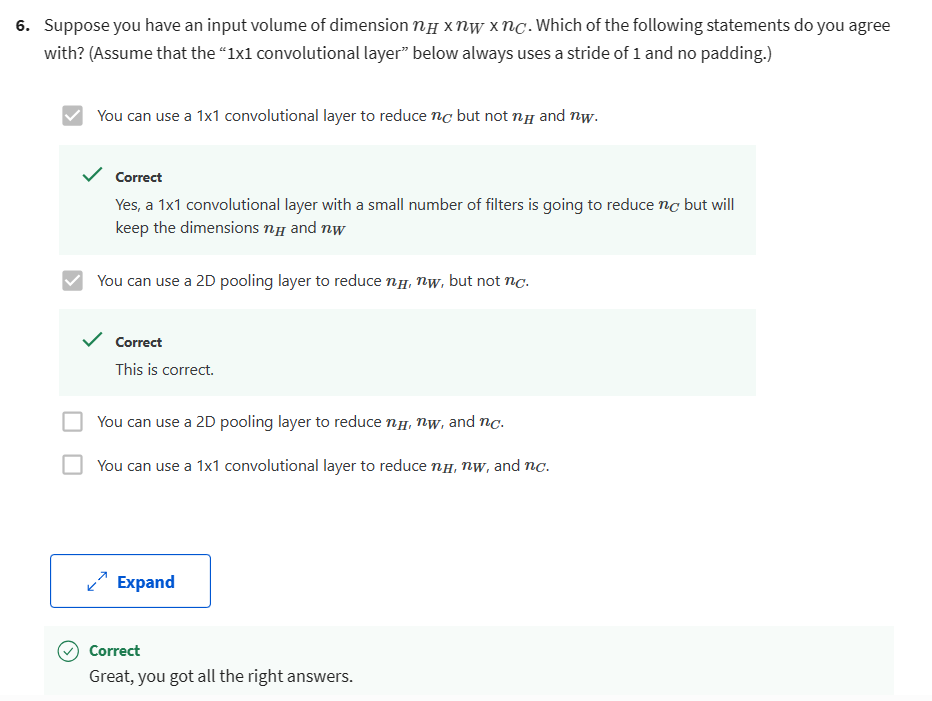 6. Suppose you have an input volume of dimension n_H x n_W x n_C. Which of the following statements do you agree
with? (Assume that the “1x1 convolutional layer” below always uses a stride of 1 and no padding.)
You can use a 1x1 convolutional layer to reduce n_C but not n_H and n_W.
Correct
Yes, a 1x1 convolutional layer with a small number of filters is going to reduce n_C but will
keep the dimensions n_H and n_W
You can use a 2D pooling layer to reduce n_H, n_W, but not n_C.
Correct
This is correct.
You can use a 2D pooling layer to reduce n_H, n_W, and n_C.
You can use a 1x1 convolutional layer to reduce n_H, n_W, and n_C.
Expand
Correct
Great, you got all the right answers.